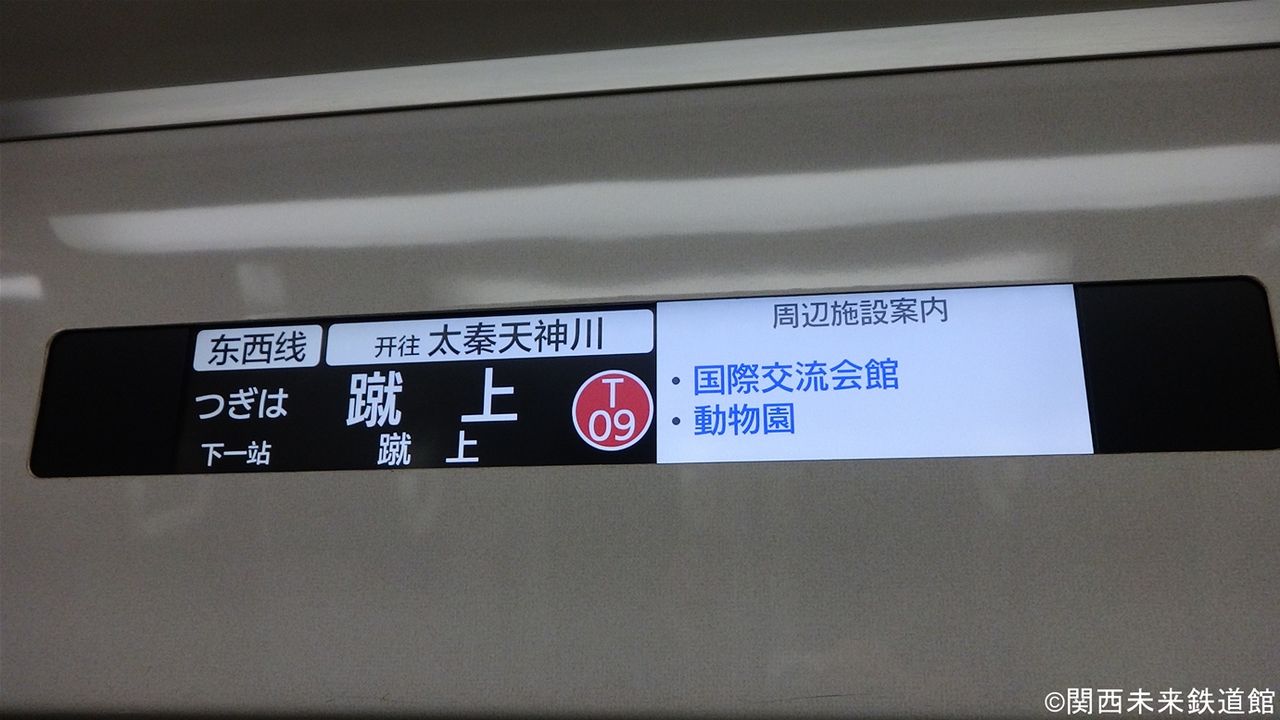 东西线 开往 太秦天神川
つぎは 蹴 上 T 09
下一站 蹴 上
周辺施設案内
・国際交流会館
・動物園
©関西未来鉄道館